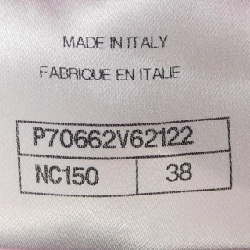 MADE IN ITALY
FABRIQUE EN ITALIE
P70662V62122
NC150 38